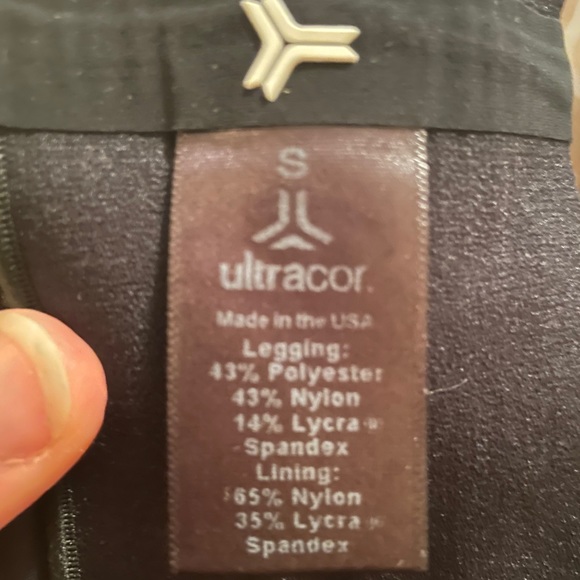 S
ultracor.
Made in the USA
Legging:
43% Polyester
43% Nylon
14% Lycra ®
Spandex
Lining:
65% Nylon
35% Lycra ®
Spandex